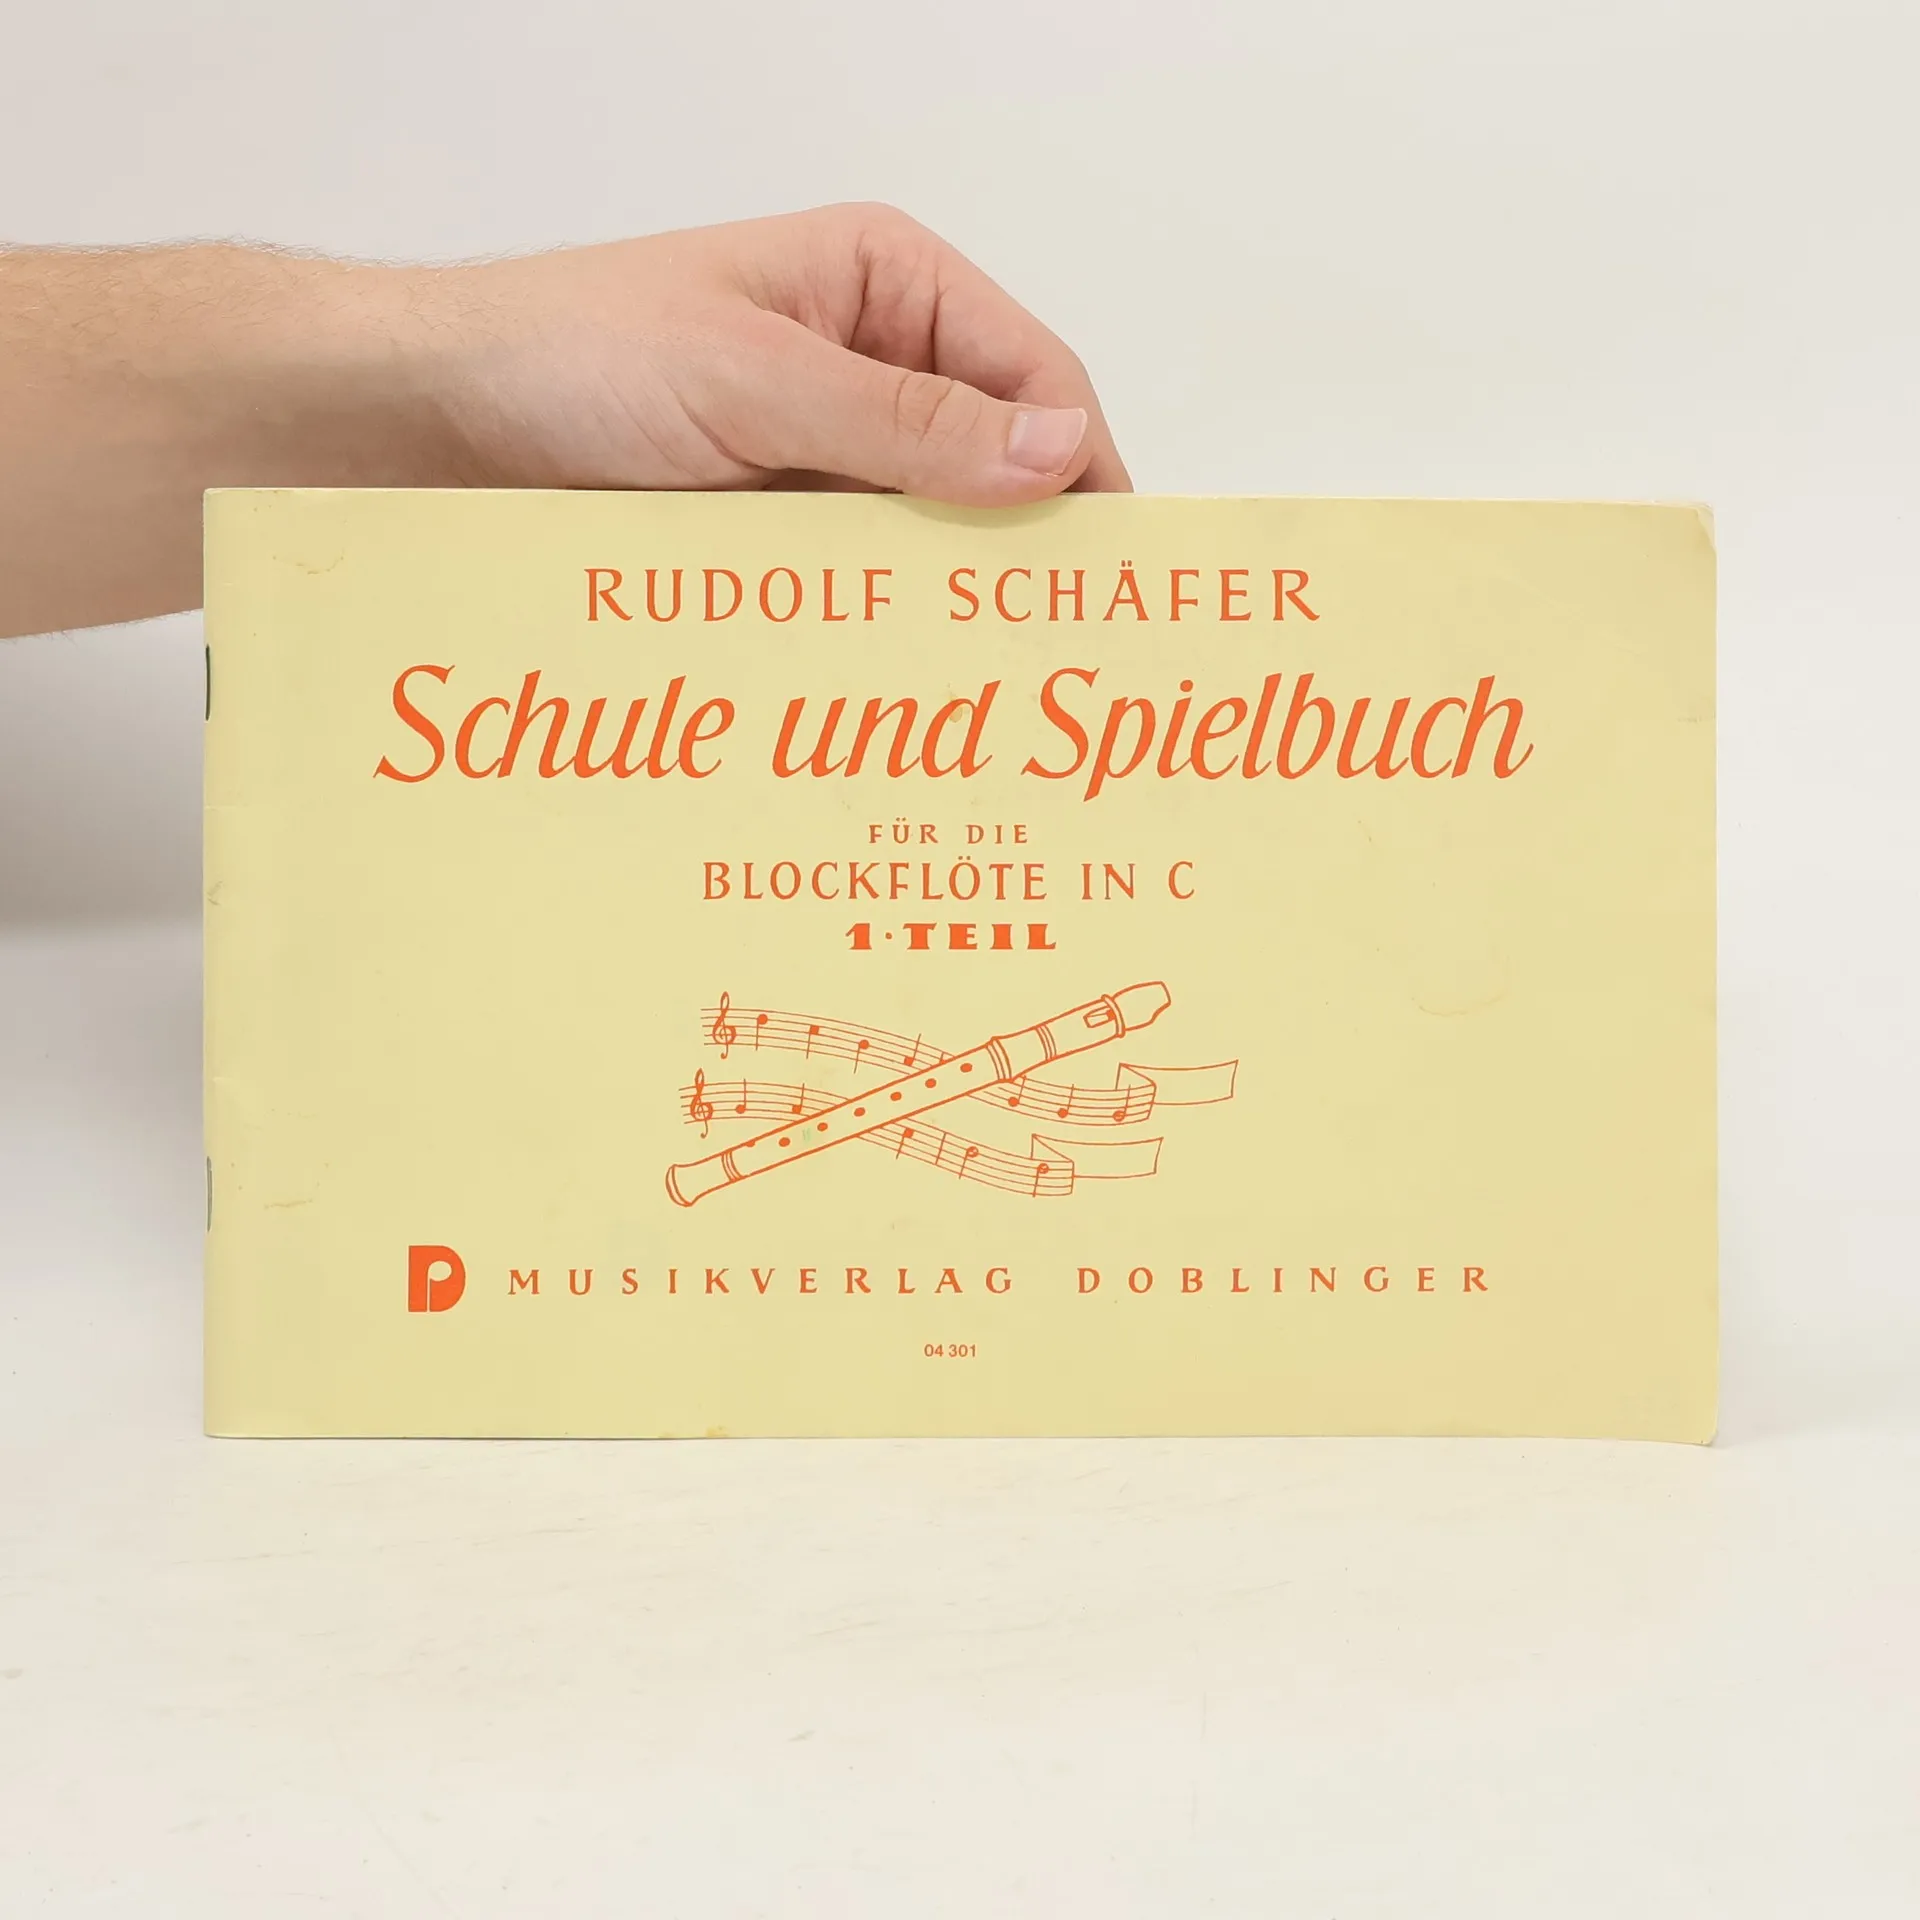 RUDOLF SCHÄFER
Schule und Spielbuch
FÜR DIE
BLOCKFLÖTE IN C
1·TEIL
D MUSIKVERLAG DOBLINGER
04 301